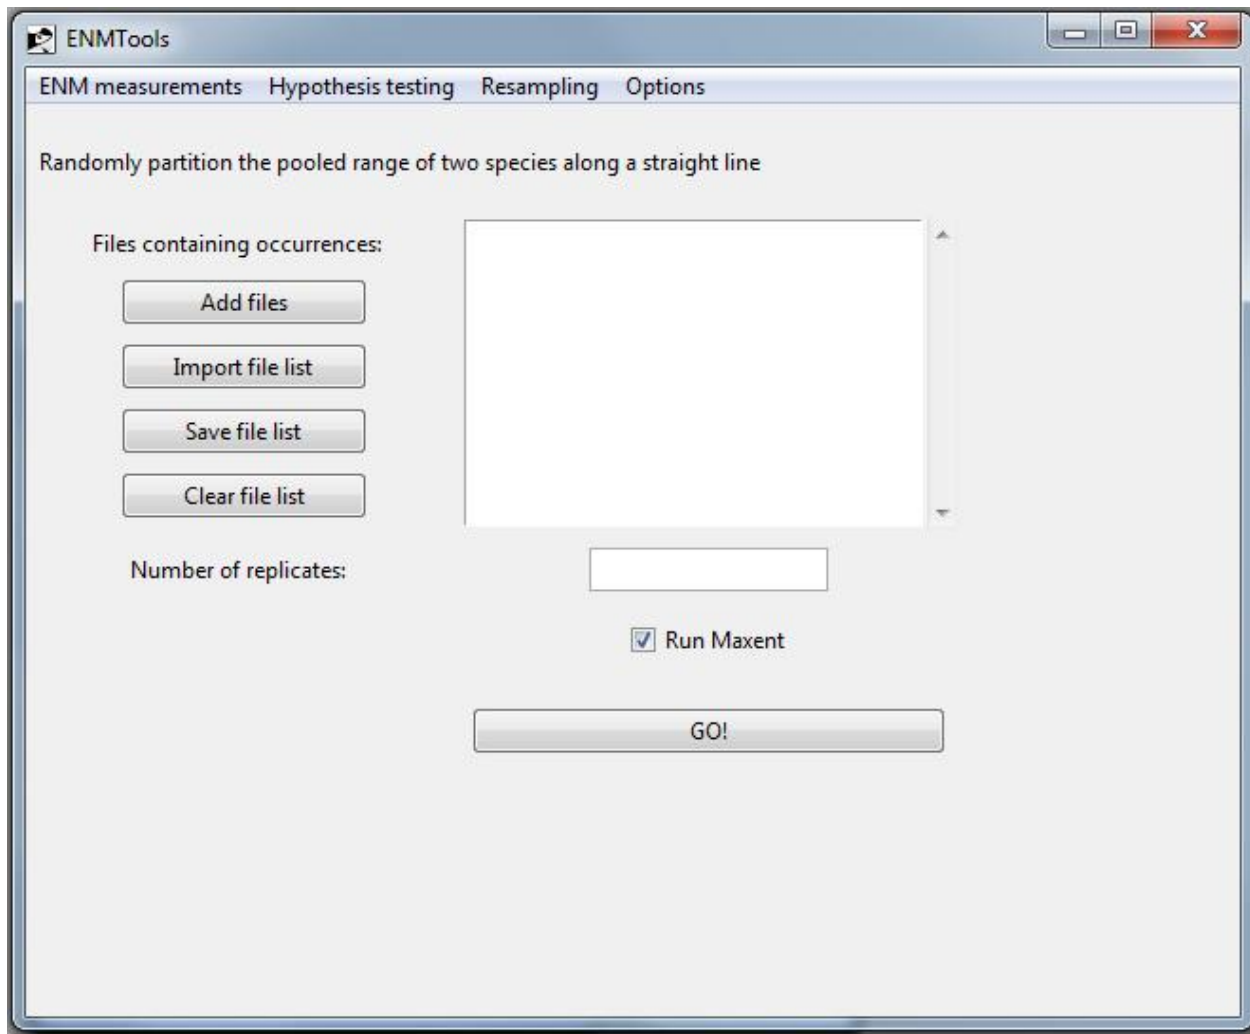 ENMTools
ENM measurements Hypothesis testing Resampling Options
Randomly partition the pooled range of two species along a straight line
Files containing occurrences:
Add files
Import file list
Save file list
Clear file list
Number of replicates:
Run Maxent
GO!